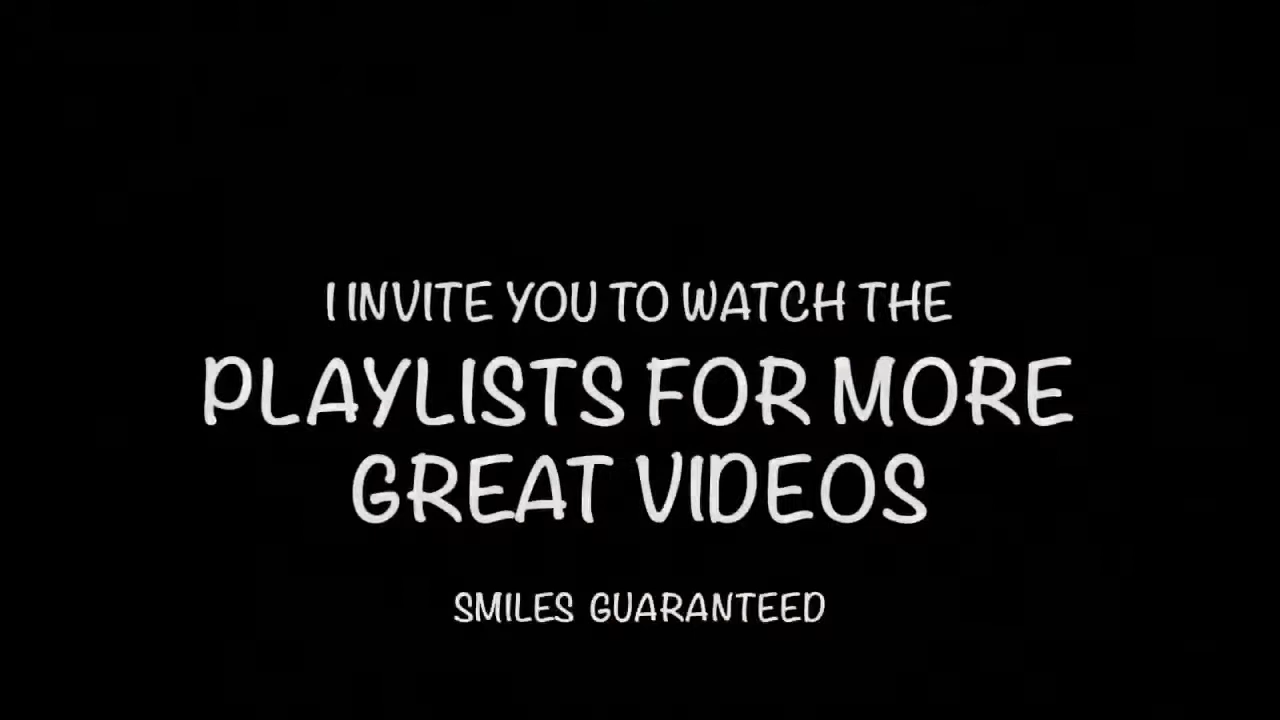 I INVITE YOU TO WATCH THE
PLAYLISTS FOR MORE
GREAT VIDEOS
SMILES GUARANTEED